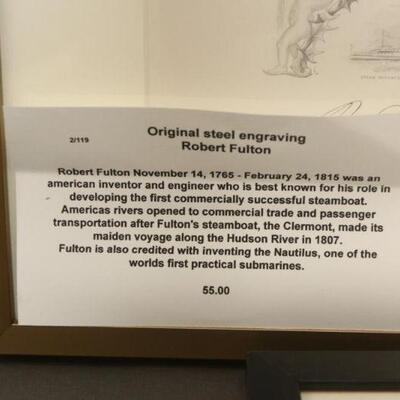 2/119
Original steel engraving
Robert Fulton
Robert Fulton November 14, 1765 - February 24, 1815 was an
american inventor and engineer who is best known for his role in
developing the first commercially successful steamboat.
Americas rivers opened to commercial trade and passenger
transportation after Fulton's steamboat, the Clermont, made its
maiden voyage along the Hudson River in 1807.
Fulton is also credited with inventing the Nautilus, one of the
worlds first practical submarines.
55.00